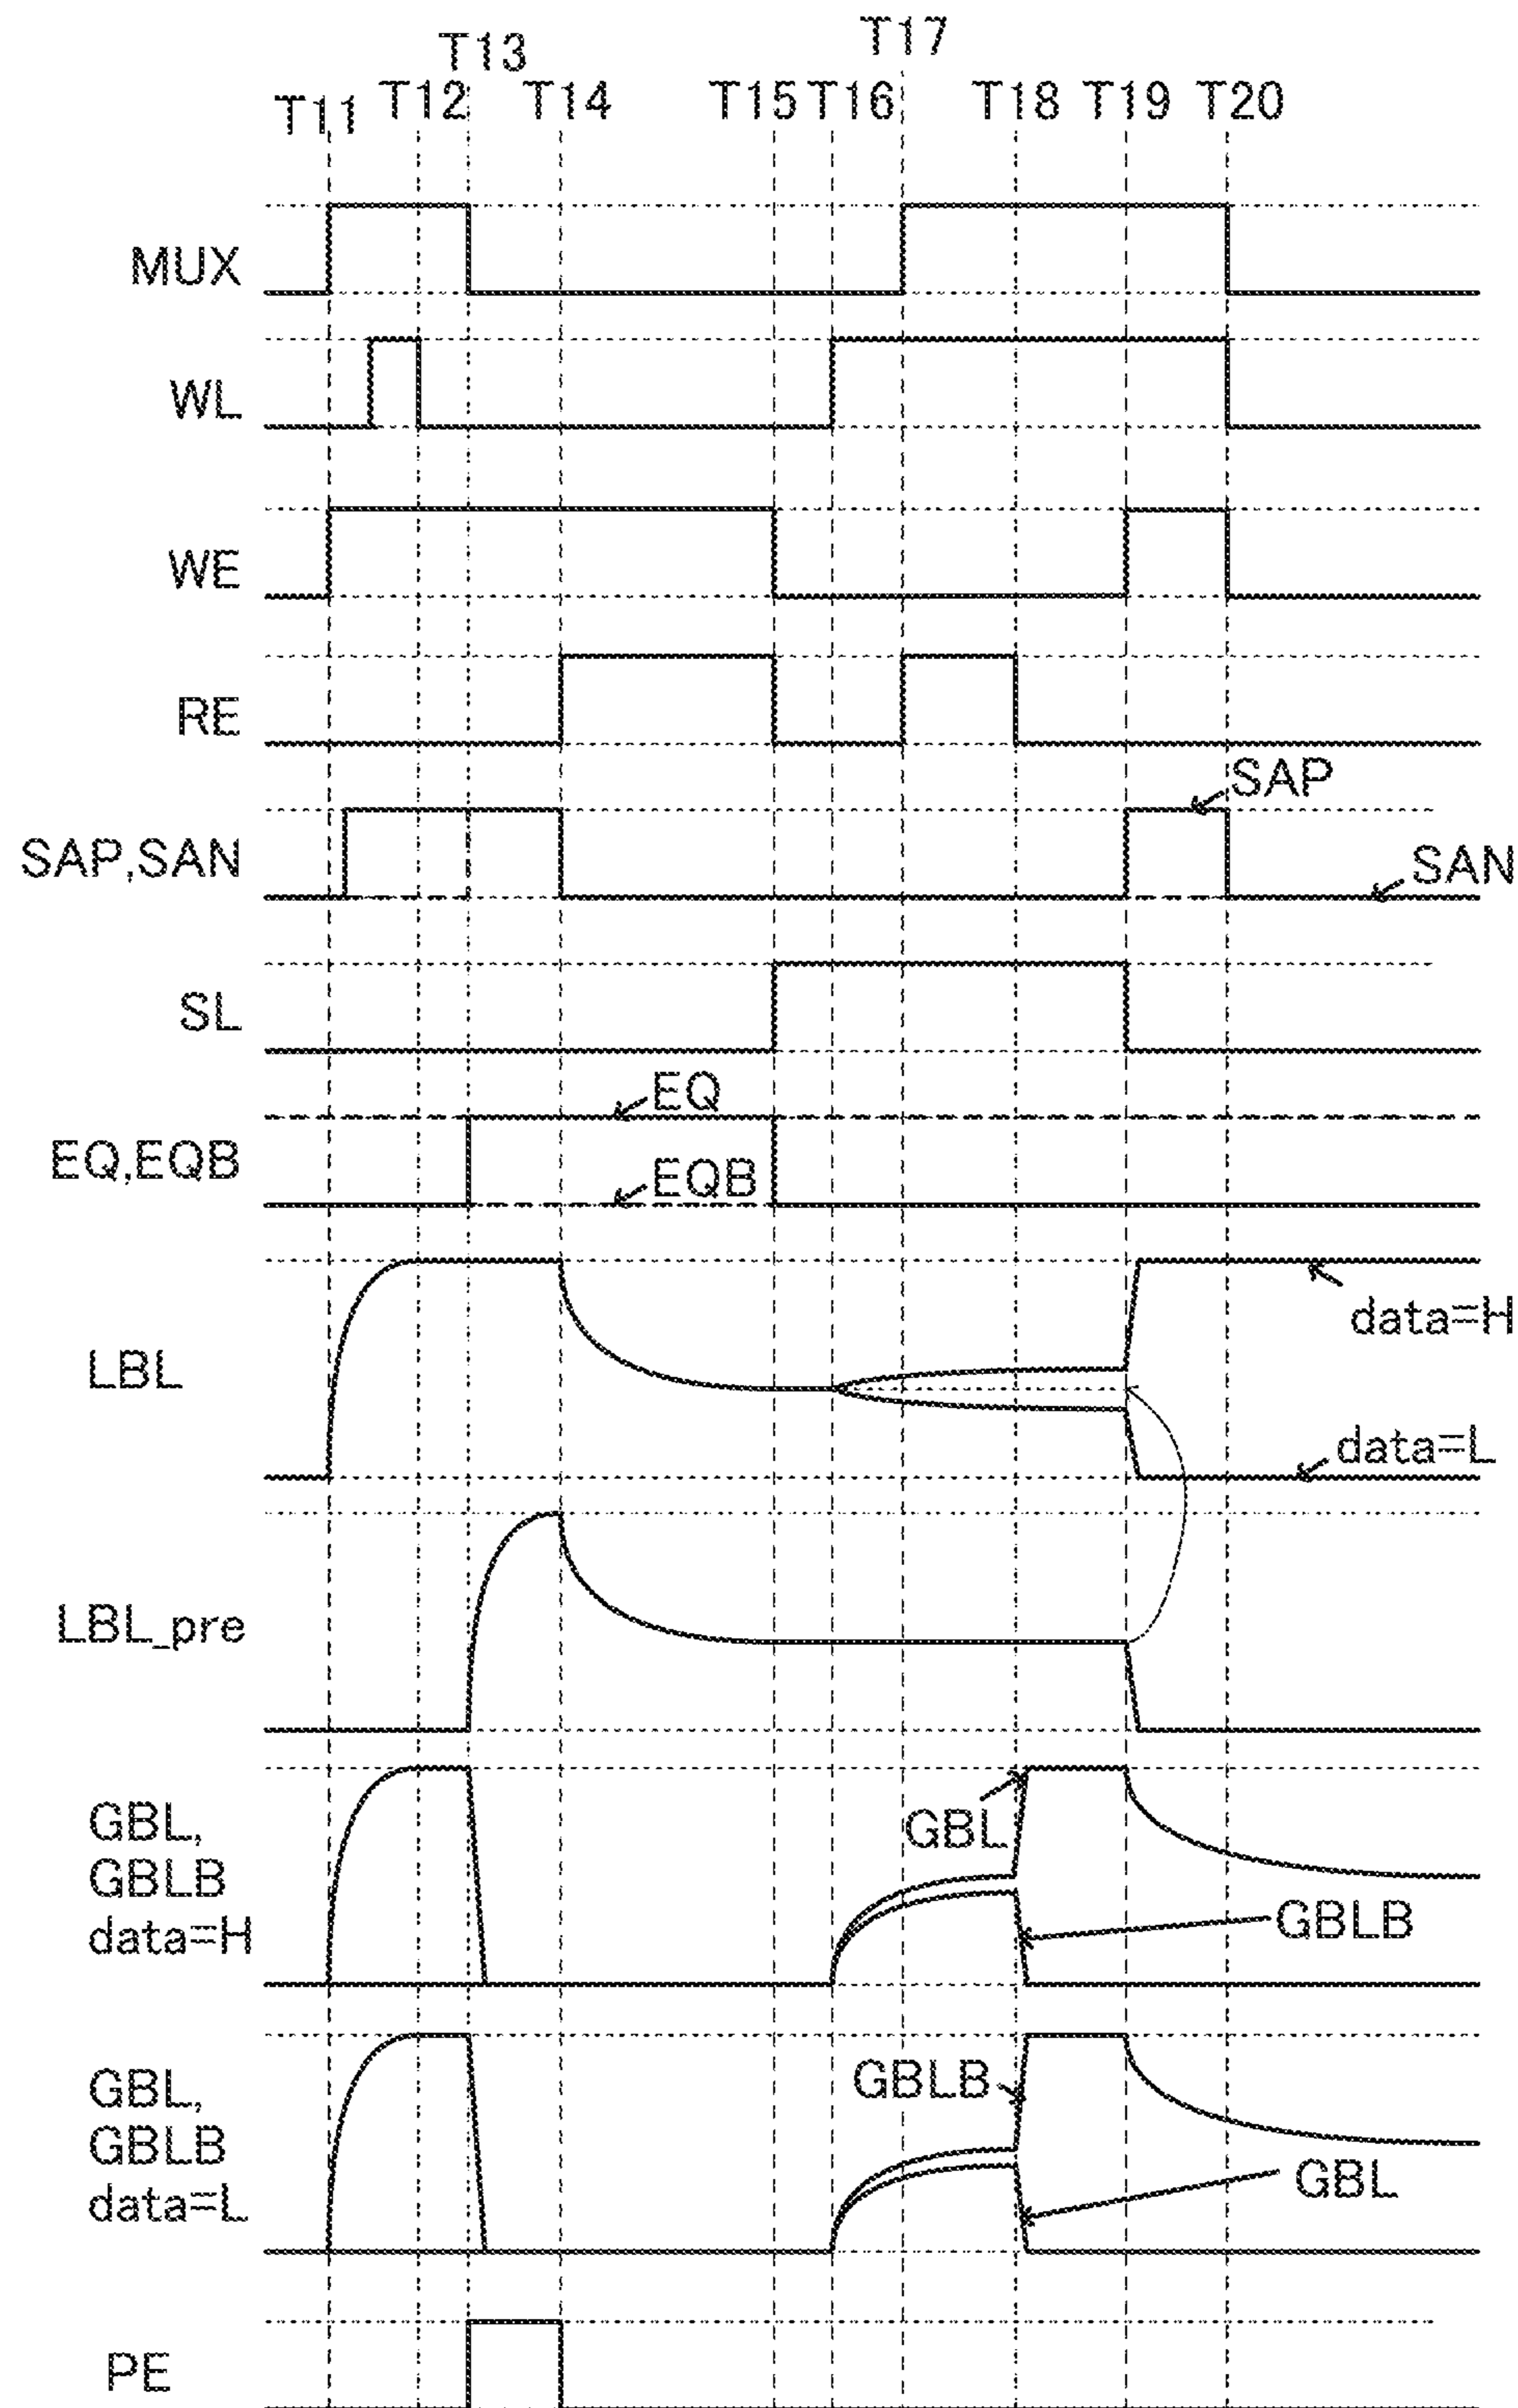 T17
T13
T11 T12 T14 T15 T16 T18 T19 T20
MUX
WL
WE
RE
SAP
SAP,SAN
SAN
SL
EQ
EQ,EQB
EQB
data=H
LBL
data=L
LBL_pre
GBL,
GBLB
data=H
GBL
GBLB
GBL,
GBLB
data=L
GBLB
GBL
PE